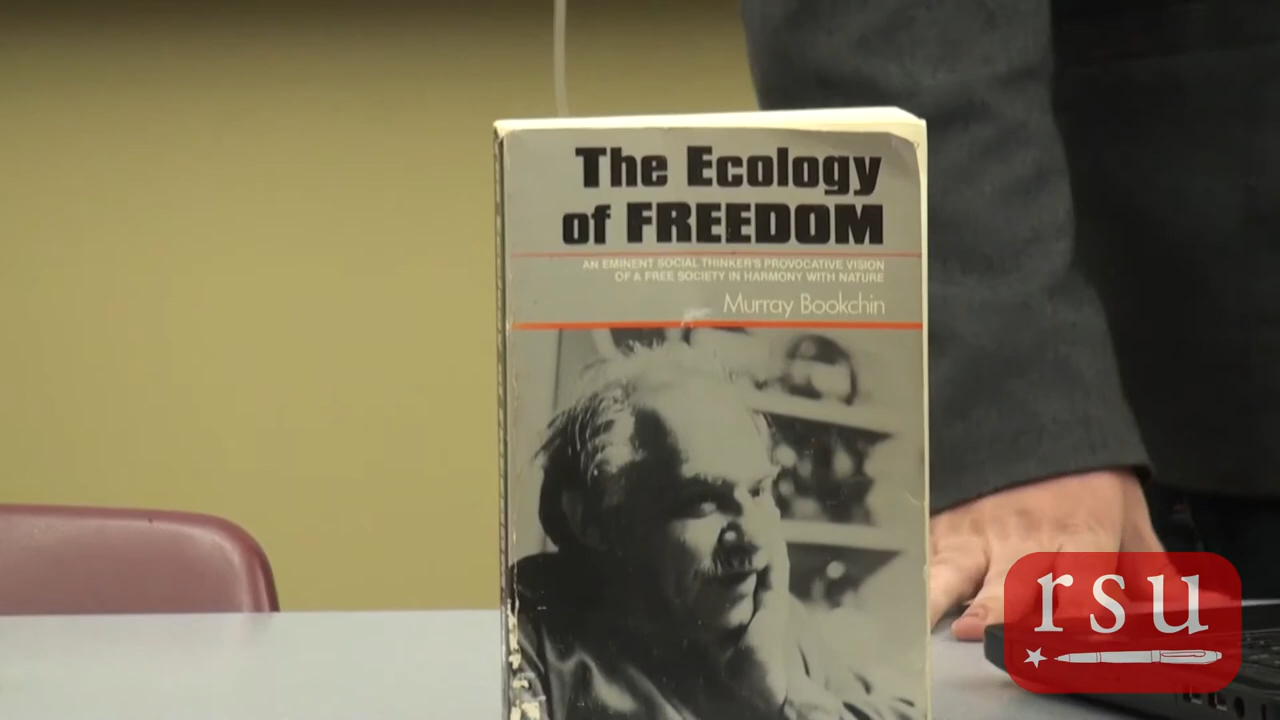 The Ecology
of FREEDOM
AN EMINENT SOCIAL THINKER'S PROVOCATIVE VISION
OF A FREE SOCIETY IN HARMONY WITH NATURE
Murray Bookchin
rsu